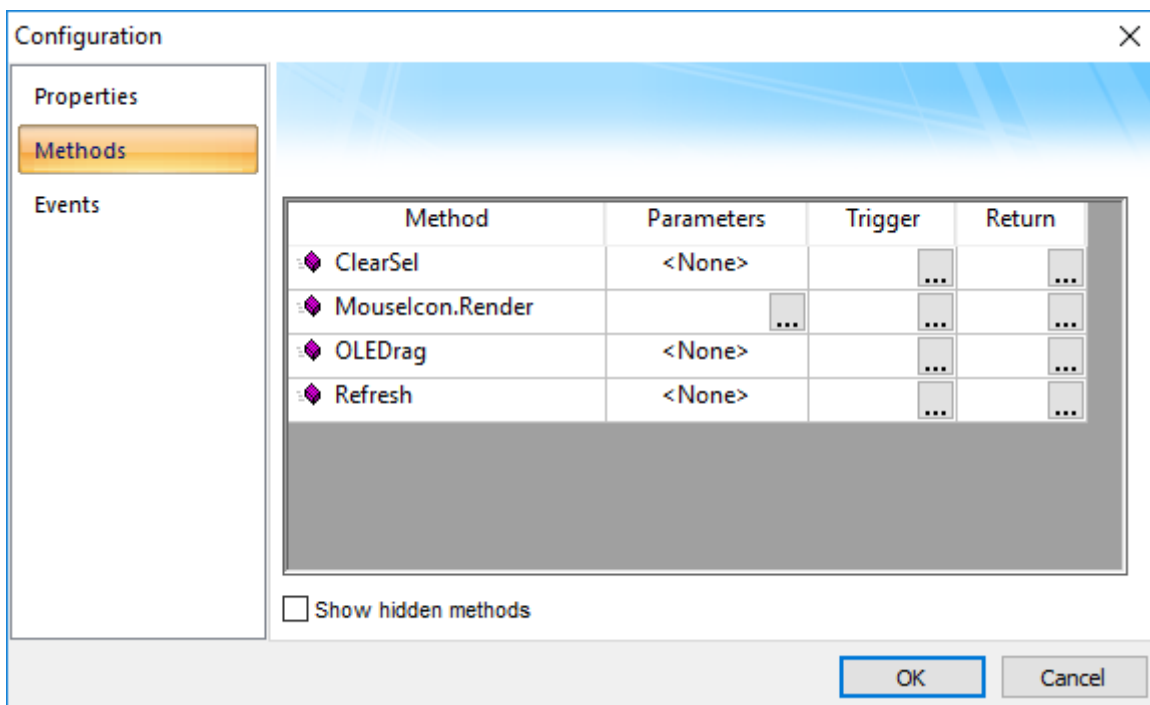 Configuration
Properties
Methods
Events
Method Parameters Trigger Return
ClearSel <None> ... ...
MouseIcon.Render ... ... ...
OLEDrag <None> ... ...
Refresh <None> ... ...
Show hidden methods
OK Cancel